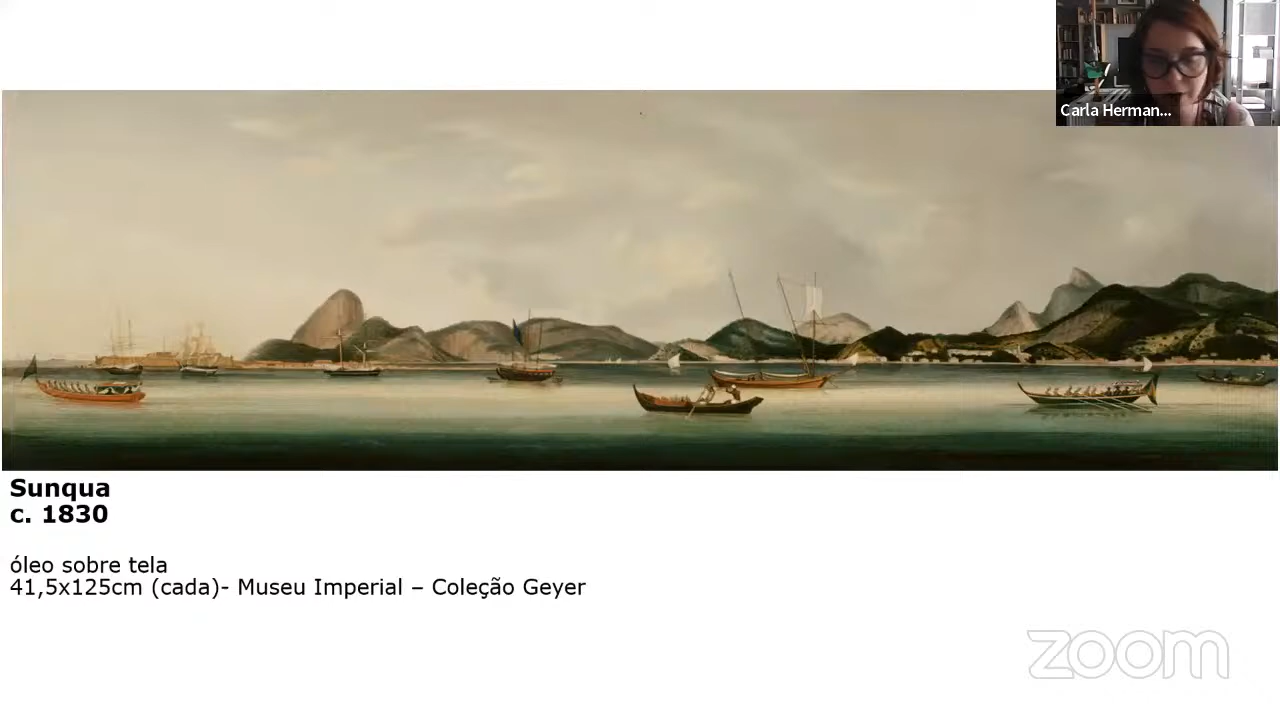 Carla Herman...
Sunqua
c. 1830
óleo sobre tela
41,5x125cm (cada)- Museu Imperial – Coleção Geyer
zoom